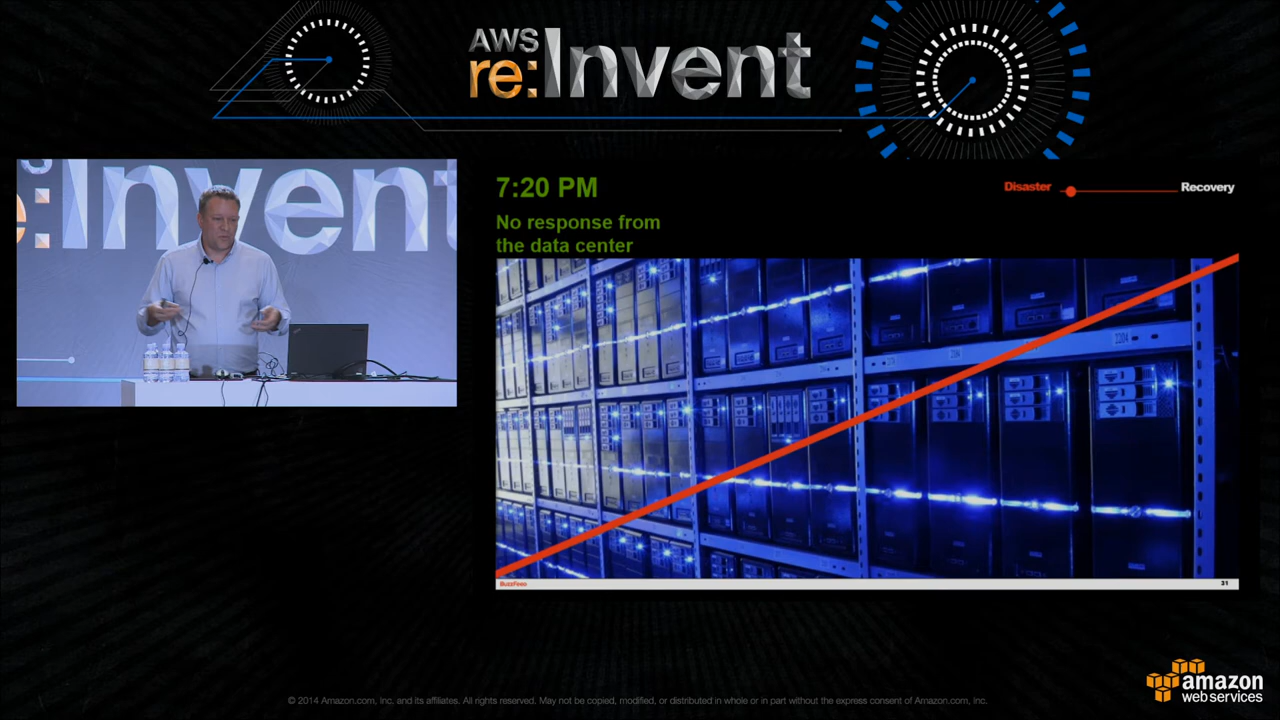 AWS
re:Invent
e:Invent
7:20 PM
No response from
the data center
Disaster
Recovery
BuzzFeed
31
amazon
web services
© 2014 Amazon.com, Inc. and its affiliates. All rights reserved. May not be copied, modified, or distributed in whole or in part without the express consent of Amazon.com, Inc.